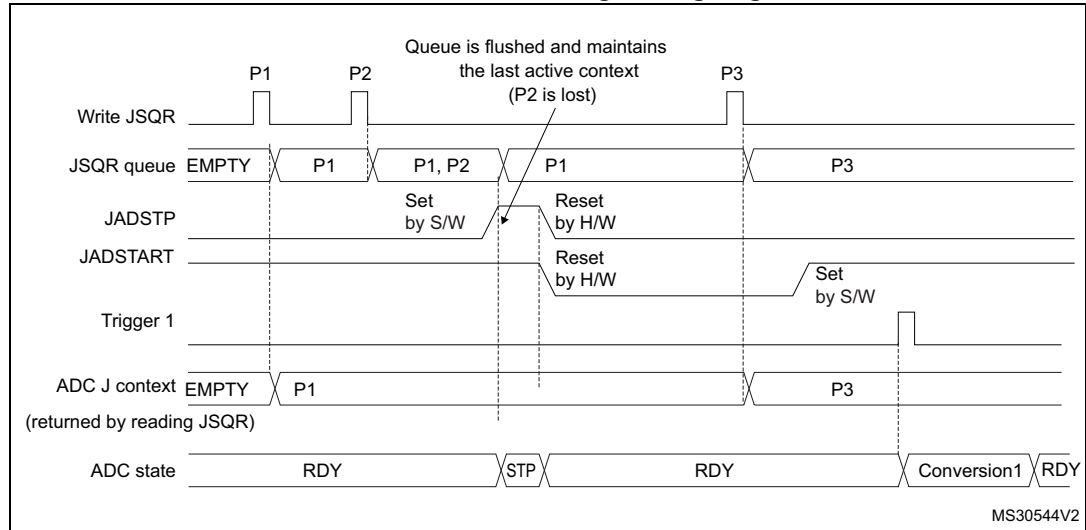 Queue is flushed and maintains
the last active context
(P2 is lost)
P1
P2
P3
Write JSQR
JSQR queue
EMPTY
P1
P1, P2
P1
P3
Set
by S/W
Reset
by H/W
JADSTP
JADSTART
Reset
by H/W
Set
by S/W
Trigger 1
ADC J context
EMPTY
P1
P3
(returned by reading JSQR)
ADC state
RDY
STP
RDY
Conversion1
RDY
MS30544V2